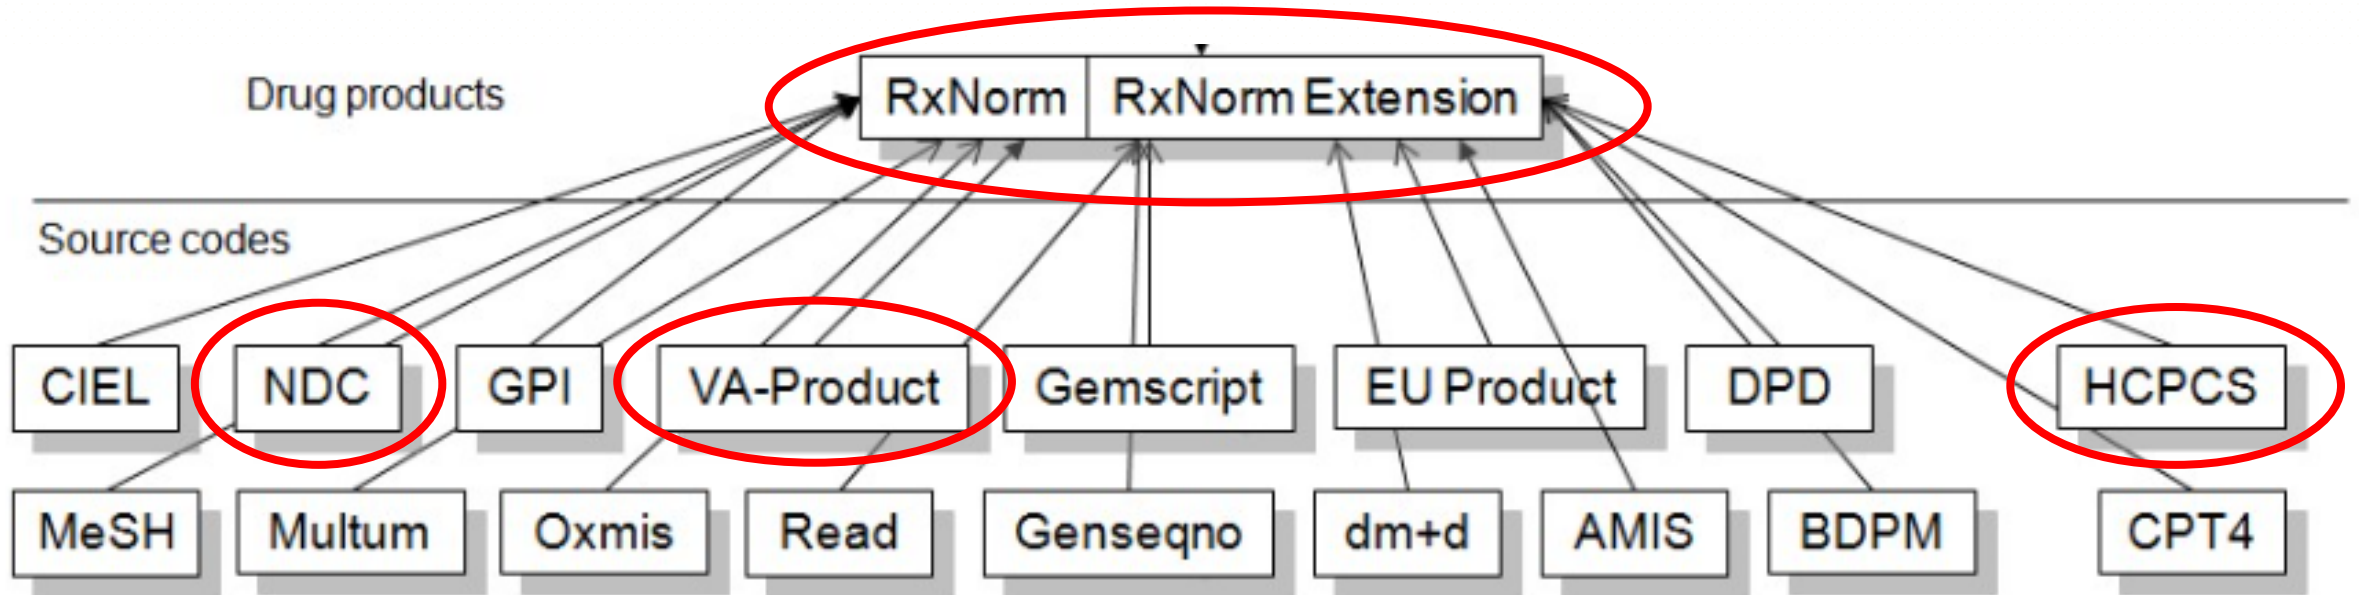 Drug products
RxNorm
RxNorm Extension
Source codes
CIEL
NDC
GPI
VA-Product
Gemscript
EU Product
DPD
HCPCS
MeSH
Multum
Oxmis
Read
Genseqno
dm+d
AMIS
BDPM
CPT4